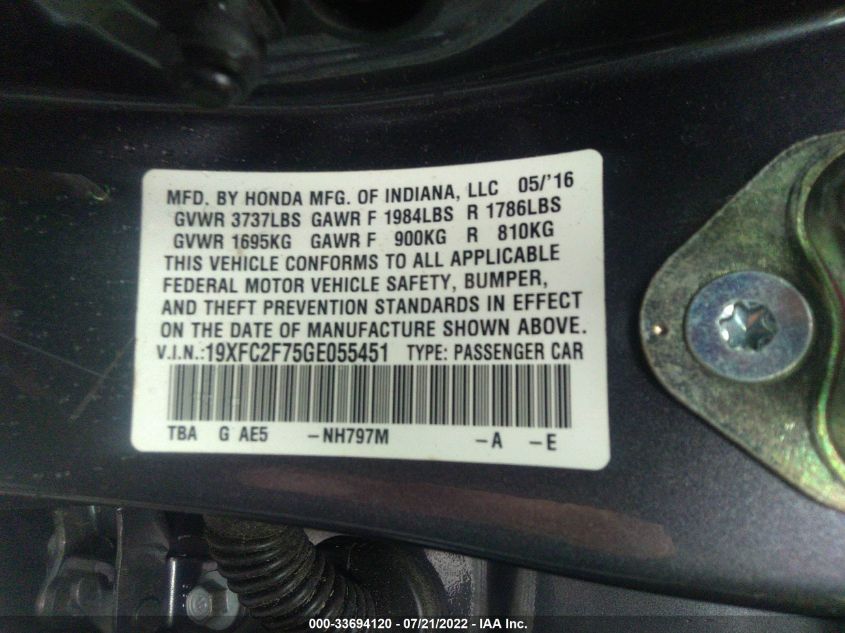 MFD. BY HONDA MFG. OF INDIANA, LLC 05/'16
GVWR 3737LBS GAWR F 1984LBS R 1786LBS
GVWR 1695KG GAWR F 900KG R 810KG
THIS VEHICLE CONFORMS TO ALL APPLICABLE
FEDERAL MOTOR VEHICLE SAFETY, BUMPER,
AND THEFT PREVENTION STANDARDS IN EFFECT
ON THE DATE OF MANUFACTURE SHOWN ABOVE.
V.I.N.:19XFC2F75GE055451 TYPE: PASSENGER CAR
TBA G AE5 -NH797M -A -E
000-33694120 - 07/21/2022 - IAA Inc.